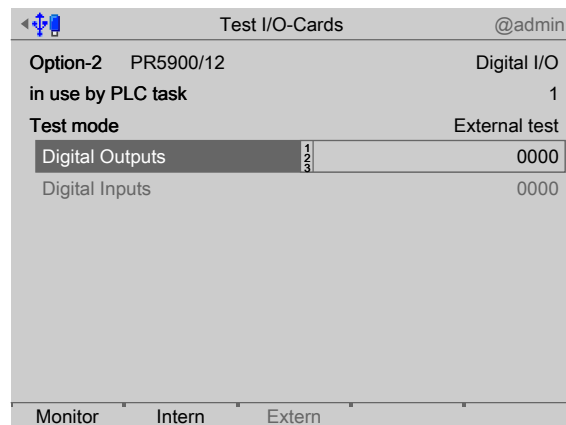 Test I/O-Cards @admin
Option-2 PR5900/12 Digital I/O
in use by PLC task 1
Test mode External test
Digital Outputs 1 2 3 0000
Digital Inputs 0000
Monitor Intern Extern